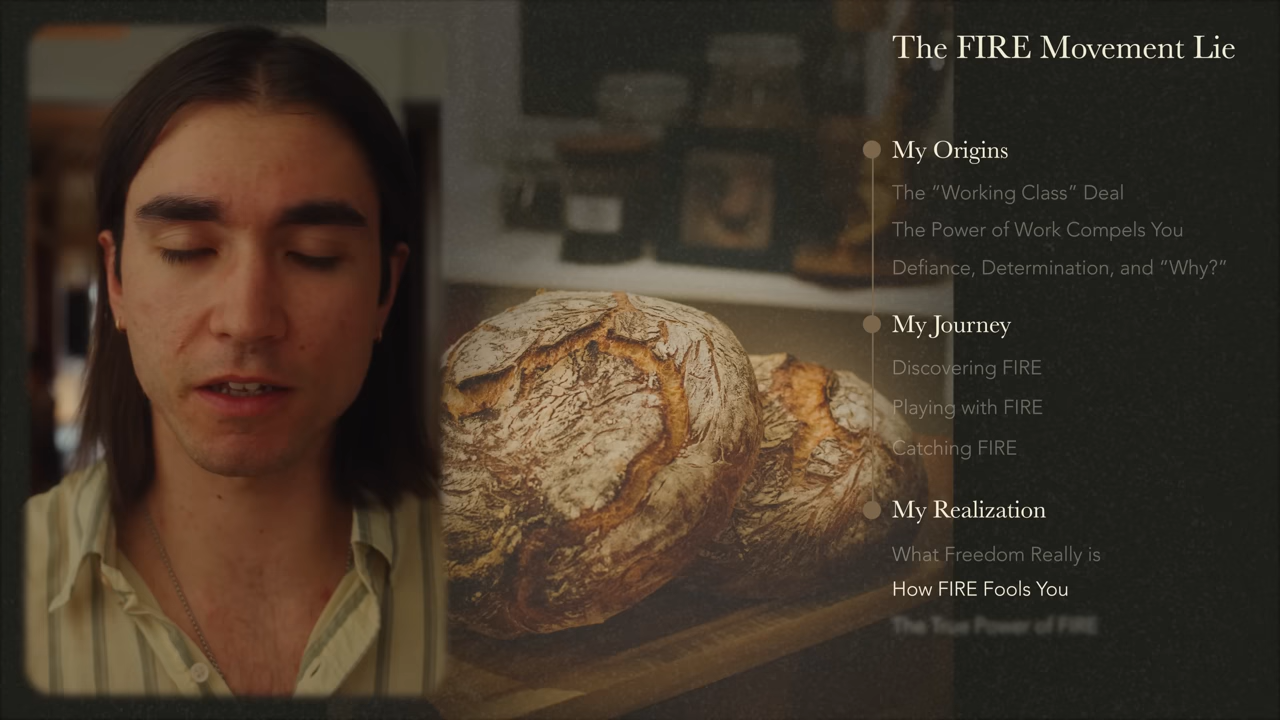 The FIRE Movement Lie
My Origins
The “Working Class” Deal
The Power of Work Compels You
Defiance, Determination, and “Why?”
My Journey
Discovering FIRE
Playing with FIRE
Catching FIRE
My Realization
What Freedom Really is
How FIRE Fools You
The True Power of FIRE